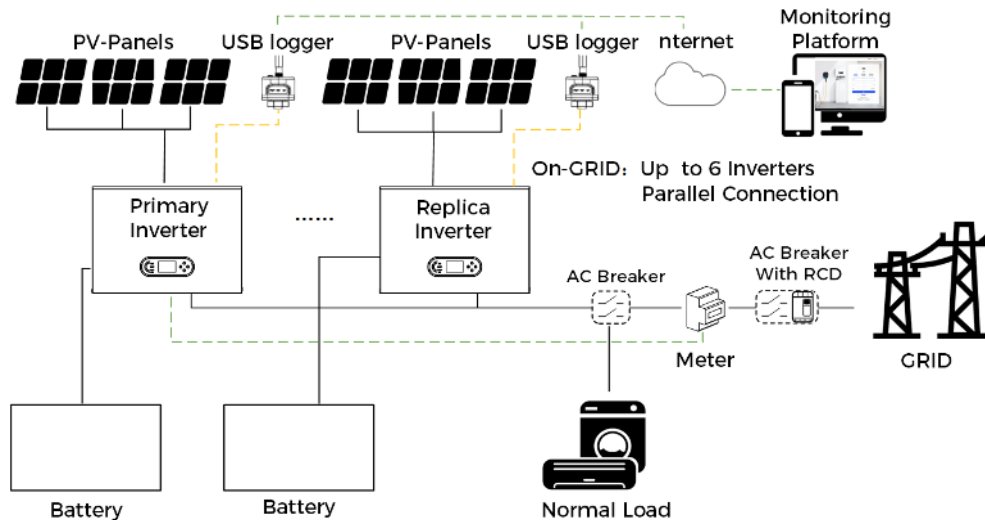 PV-Panels
USB logger
PV-Panels
USB logger
nternet
Monitoring
Platform
On-GRID: Up to 6 Inverters
Parallel Connection
Primary
Inverter
......
Replica
Inverter
AC Breaker
AC Breaker
With RCD
Meter
GRID
Battery
Battery
Normal Load